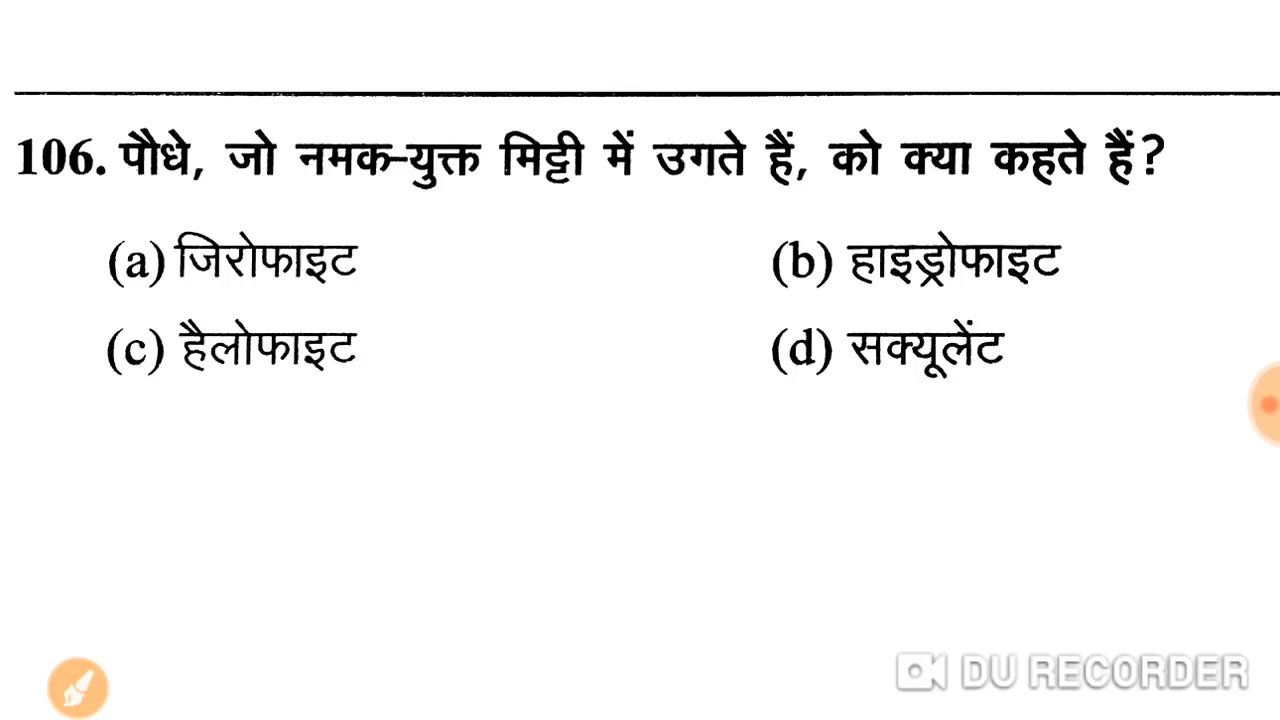 106. पौधे, जो नमक-युक्त मिट्टी में उगते हैं, को क्या कहते हैं?
(a) जिरोफाइट (b) हाइड्रोफाइट
(c) हैलोफाइट (d) सक्यूलेंट
DU RECORDER